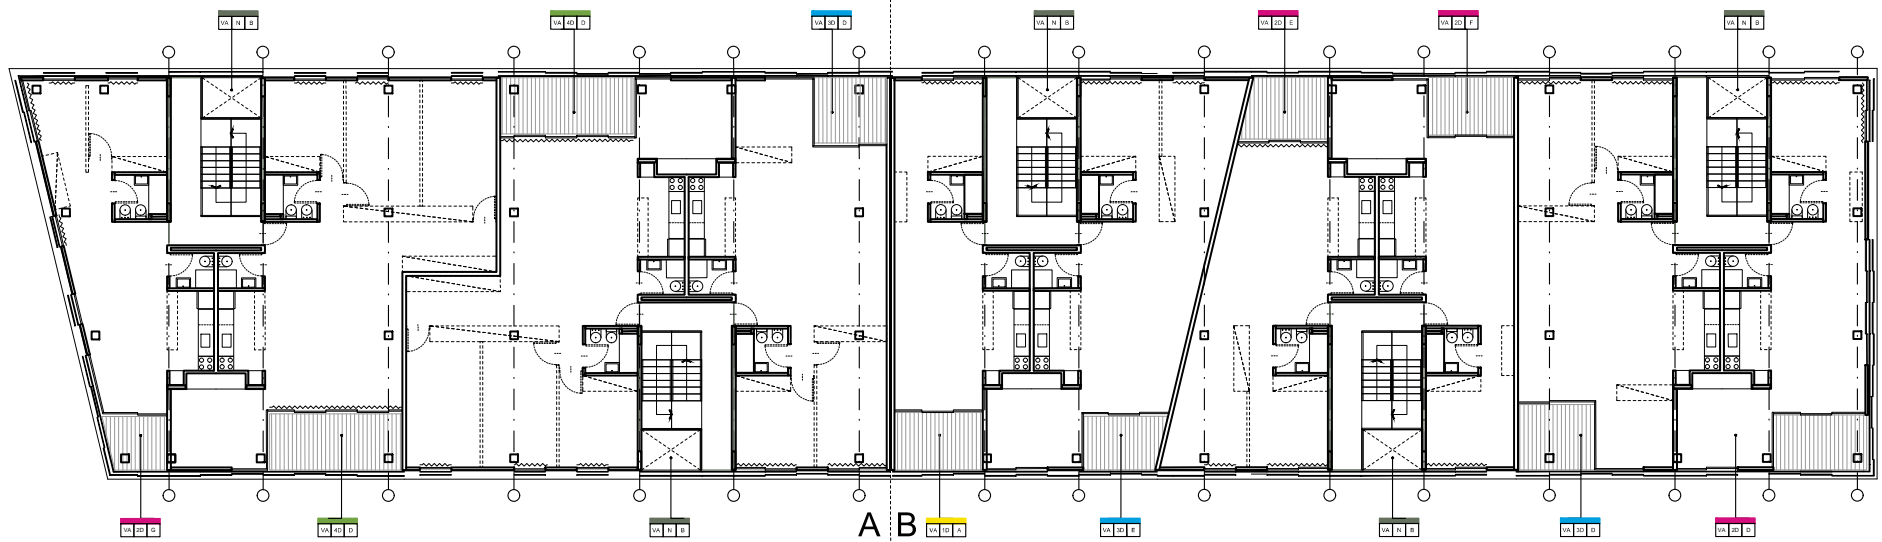 VA N B
VA 4D D
VA 3D D
VA N B
VA 2D E
VA 2D F
VA N B
VA 2D G
VA 4D D
VA N B
A B
VA 1D A
VA 3D E
VA N B
VA 3D D
VA 2D D